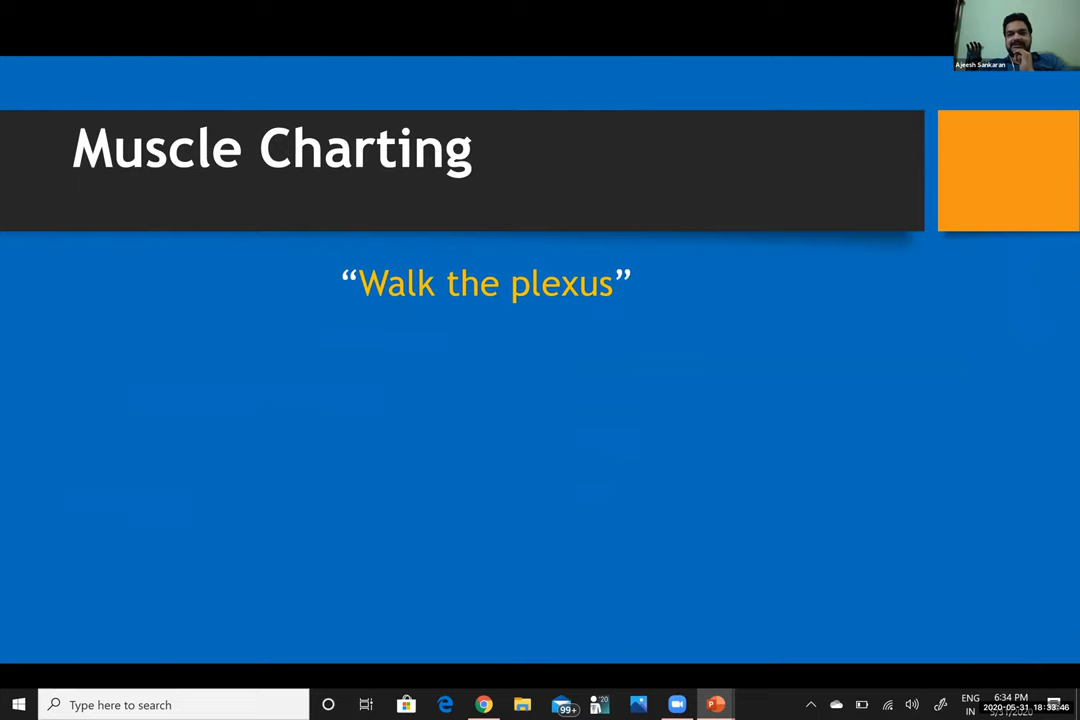 Ajeesh Sankaran
Muscle Charting
“Walk the plexus”
Type here to search
99+
'20
ENG
IN
6:34 PM
2020-05-31 18:33:46